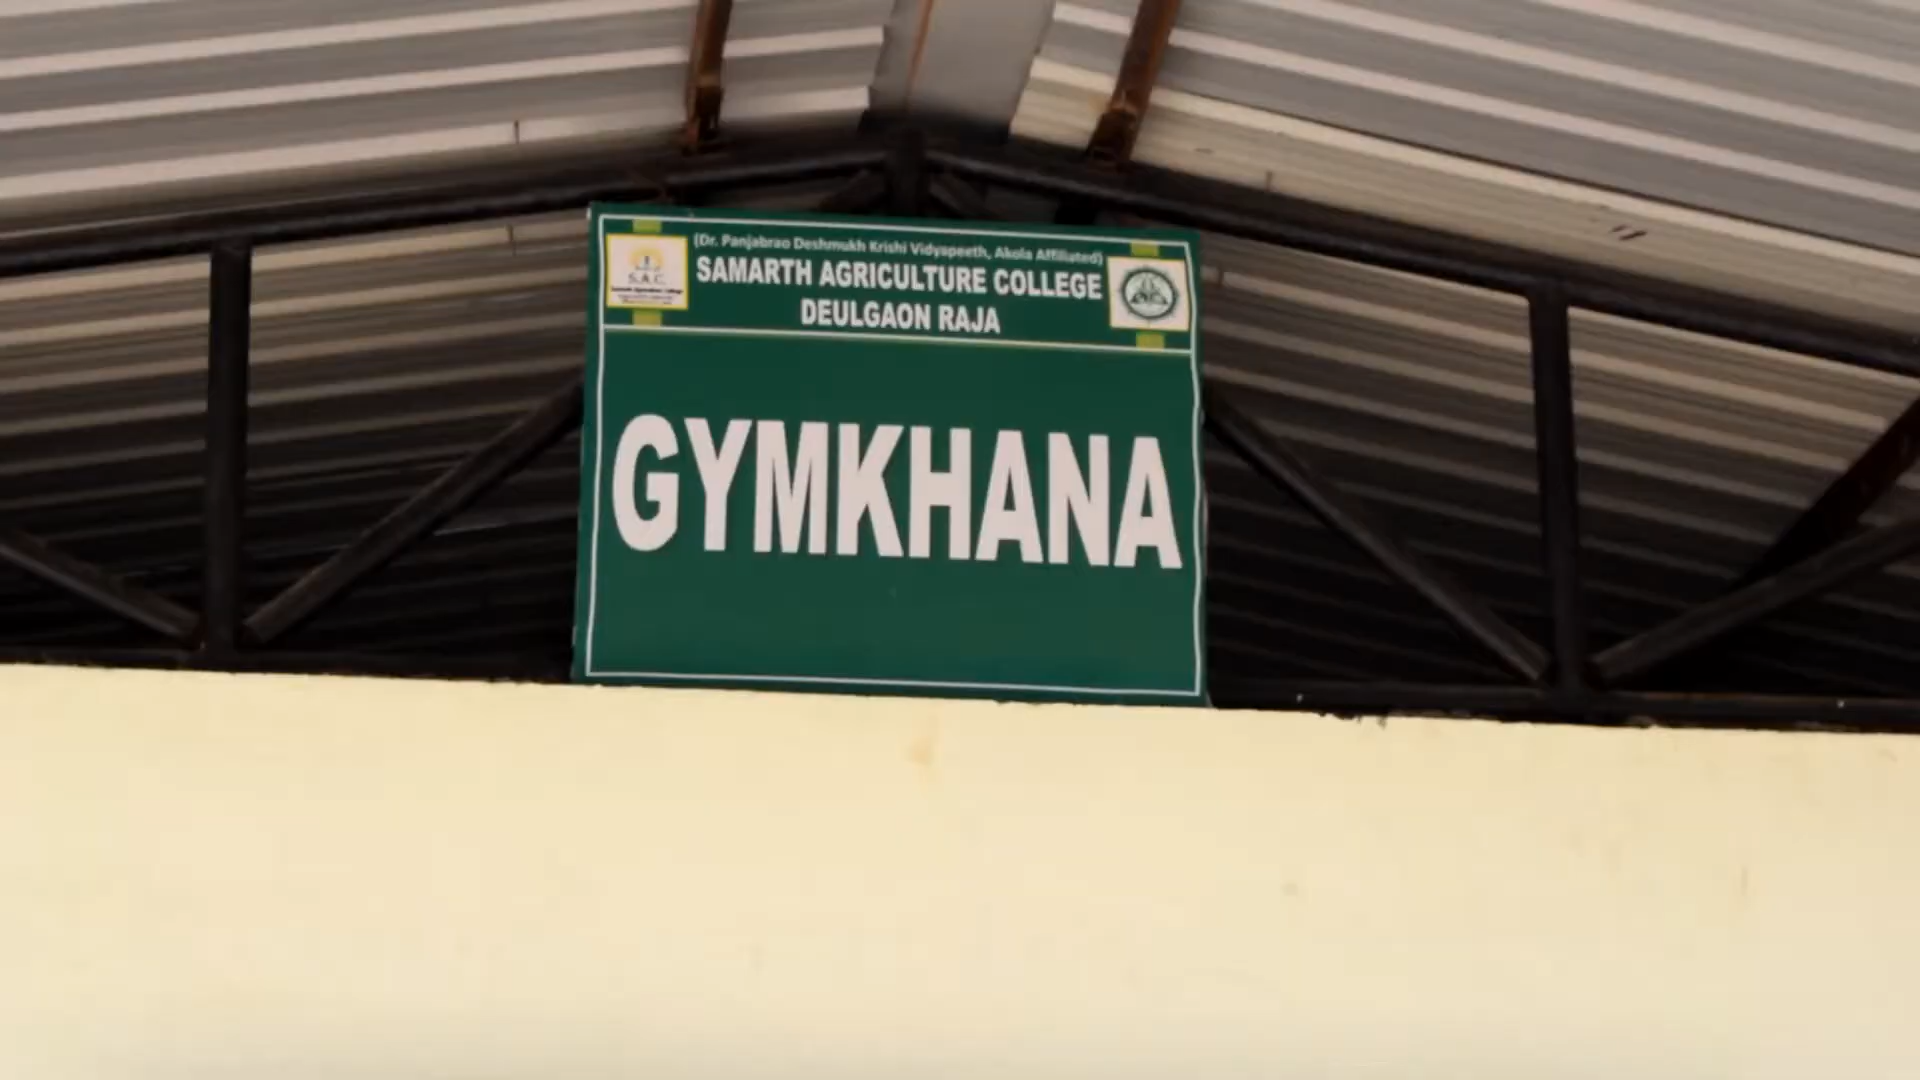 (Dr. Panjabrao Deshmukh Krishi Vidyapeeth, Akola Affiliated)
SAMARTH AGRICULTURE COLLEGE
DEULGAON RAJA
S.A.C.
GYMKHANA